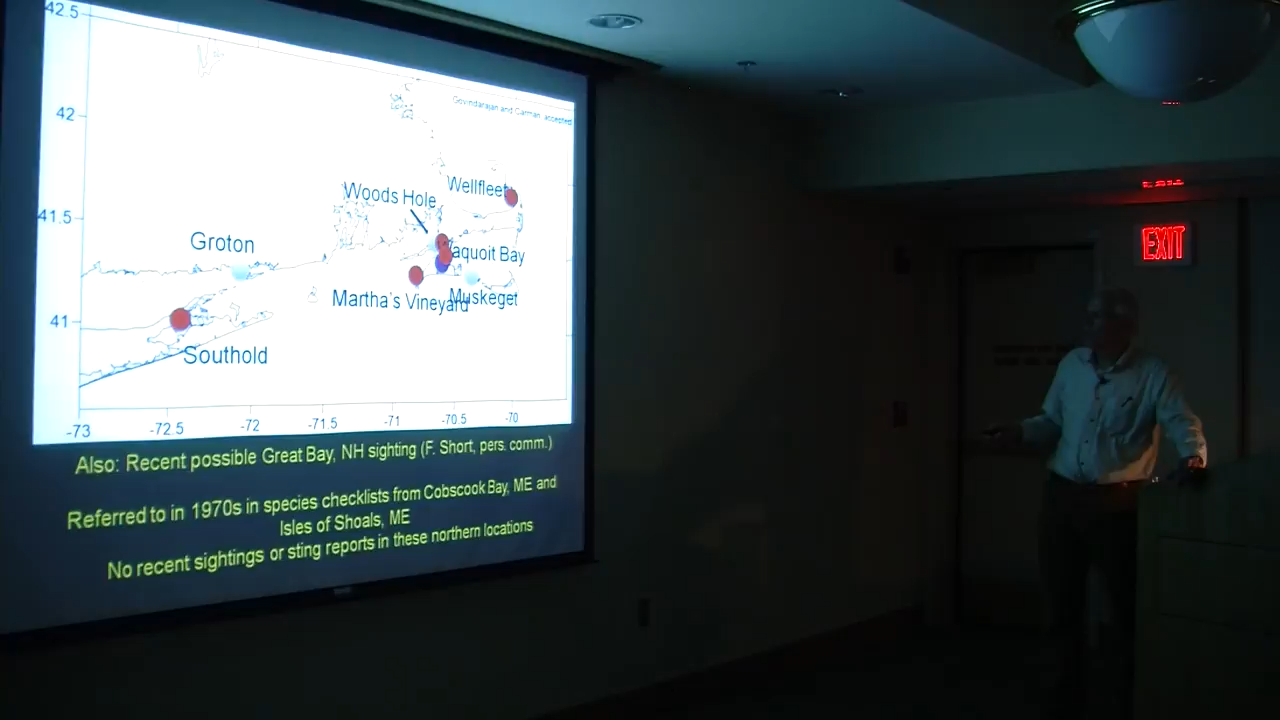 42.5
Govindarajan and Carman accepted
42
Wellfleet
Woods Hole
41.5
Groton
aquoit Bay
Martha's Vineyard
Muskeget
41
Southold
-73 -72.5 -72 -71.5 -71 -70.5 -70
Also: Recent possible Great Bay, NH sighting (F. Short, pers. comm.)
Referred to in 1970s in species checklists from Cobscook Bay, ME and
Isles of Shoals, ME
No recent sightings or sting reports in these northern locations
EXIT